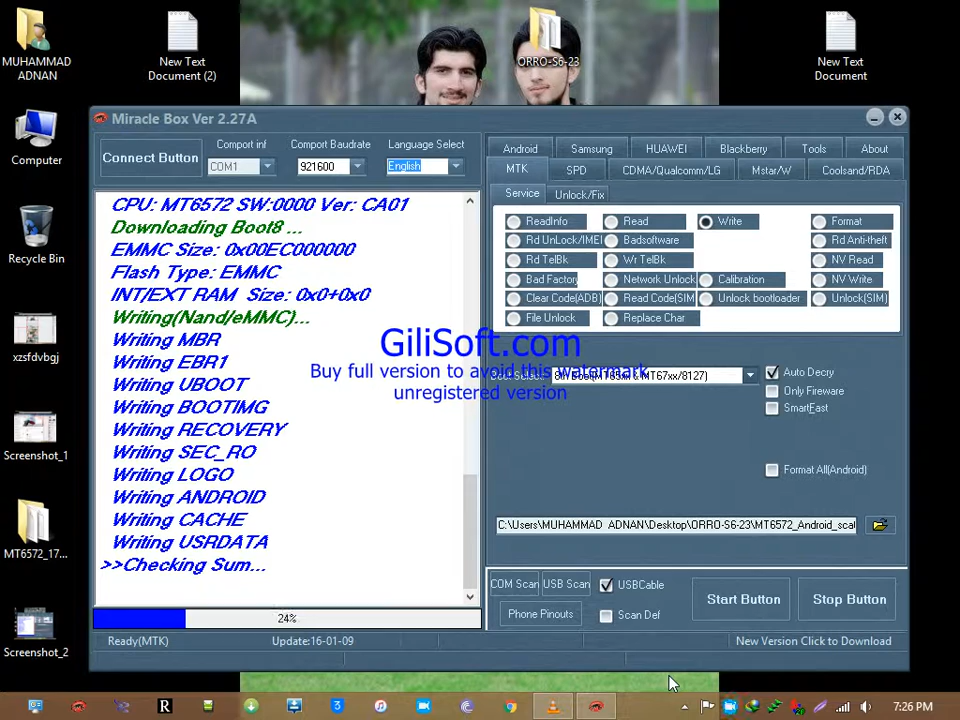 MUHAMMAD
ADNAN
New Text
Document (2)
ORRO-S6-23
New Text
Document
Computer
Recycle Bin
xzsfdvbgj
Screenshot_1
MT6572_17...
Screenshot_2
Miracle Box Ver 2.27A
Connect Button
Comport inf
COM1
Comport Baudrate
921600
Language Select
English
CPU: MT6572 SW:0000 Ver: CA01
Downloading Boot8 ...
EMMC Size: 0x00EC000000
Flash Type: EMMC
INT/EXT RAM Size: 0x0+0x0
Writing(Nand/eMMC)...
Writing MBR
Writing EBR1
Writing UBOOT
Writing BOOTIMG
Writing RECOVERY
Writing SEC_RO
Writing LOGO
Writing ANDROID
Writing CACHE
Writing USRDATA
>>Checking Sum...
24%
Ready(MTK)
Update:16-01-09
New Version Click to Download
Android
Samsung
HUAWEI
Blackberry
Tools
About
MTK
SPD
CDMA/Qualcomm/LG
Mstar/W
Coolsand/RDA
Service
Unlock/Fix
ReadInfo
Read
Write
Format
Rd UnLock/IMEI
Badsoftware
Rd Anti-theft
Rd TelBk
Wr TelBk
NV Read
Bad Factory
Network Unlock
Calibration
NV Write
Clear Code(ADB)
Read Code(SIM
Unlock bootloader
Unlock(SIM)
File Unlock
Replace Char
GiliSoft.com
Buy full version to avoid this watermark
unregistered version
Auto Decry
Only Fireware
SmartFast
Format All(Android)
C:\Users\MUHAMMAD ADNAN\Desktop\ORRO-S6-23\MT6572_Android_scal
COM Scan
USB Scan
USBCable
Phone Pinouts
Scan Def
Start Button
Stop Button
7:26 PM